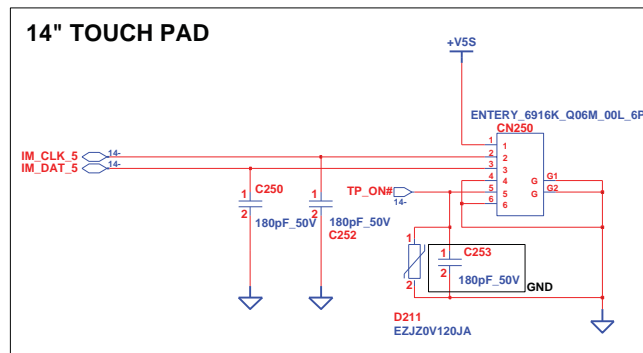 14" TOUCH PAD
+V5S
ENTERY_6916K_Q06M_00L_6P
CN250
IM_CLK_5 14-
IM_DAT_5 14-
1 1
2 2
3 3
4 4
5 5
6 6
G G1
G G2
TP_ON# 14-
1 C250
2 180pF_50V
1
2 180pF_50V
C252
1
2
1 C253
2 180pF_50V
GND
D211
EZJZ0V120JA